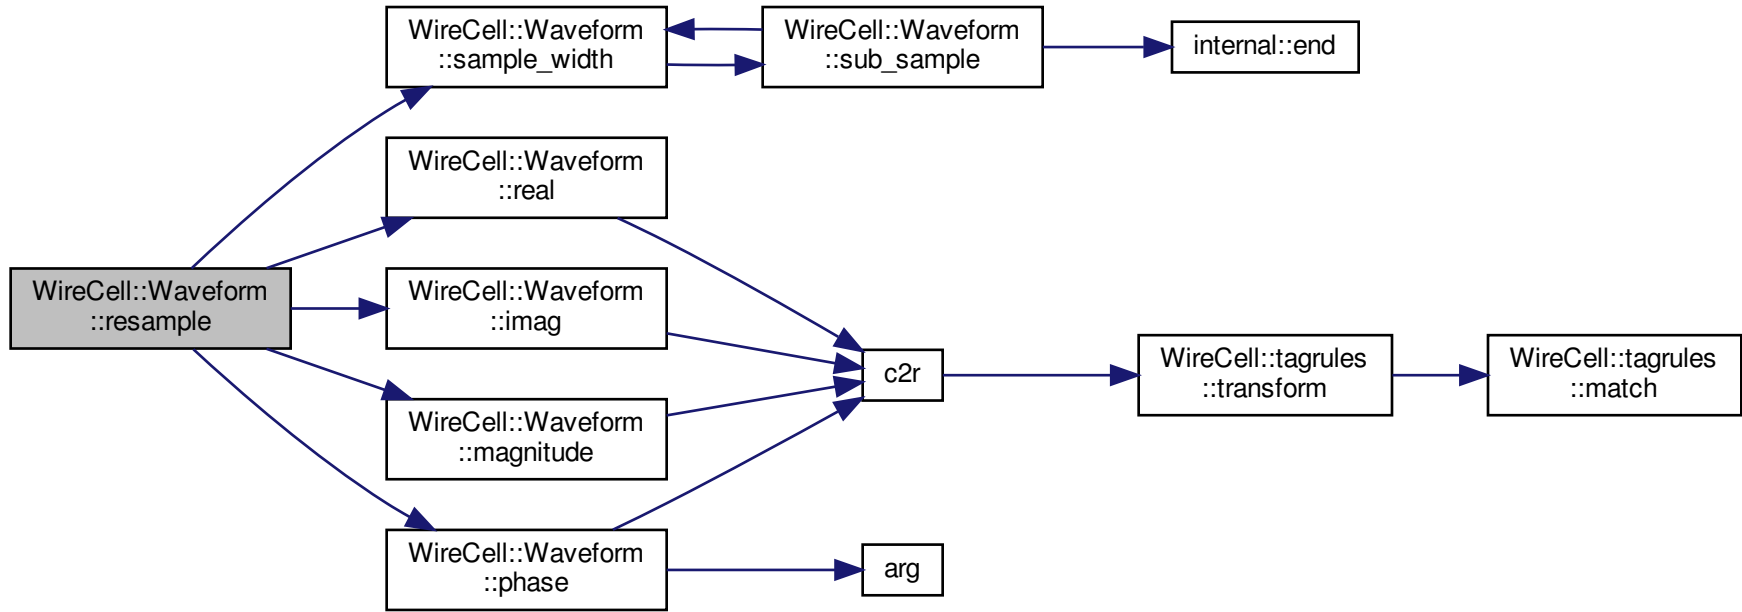 WireCell::Waveform
::resample
WireCell::Waveform
::sample_width
WireCell::Waveform
::sub_sample
internal::end
WireCell::Waveform
::real
WireCell::Waveform
::imag
WireCell::Waveform
::magnitude
WireCell::Waveform
::phase
c2r
arg
WireCell::tagrules
::transform
WireCell::tagrules
::match